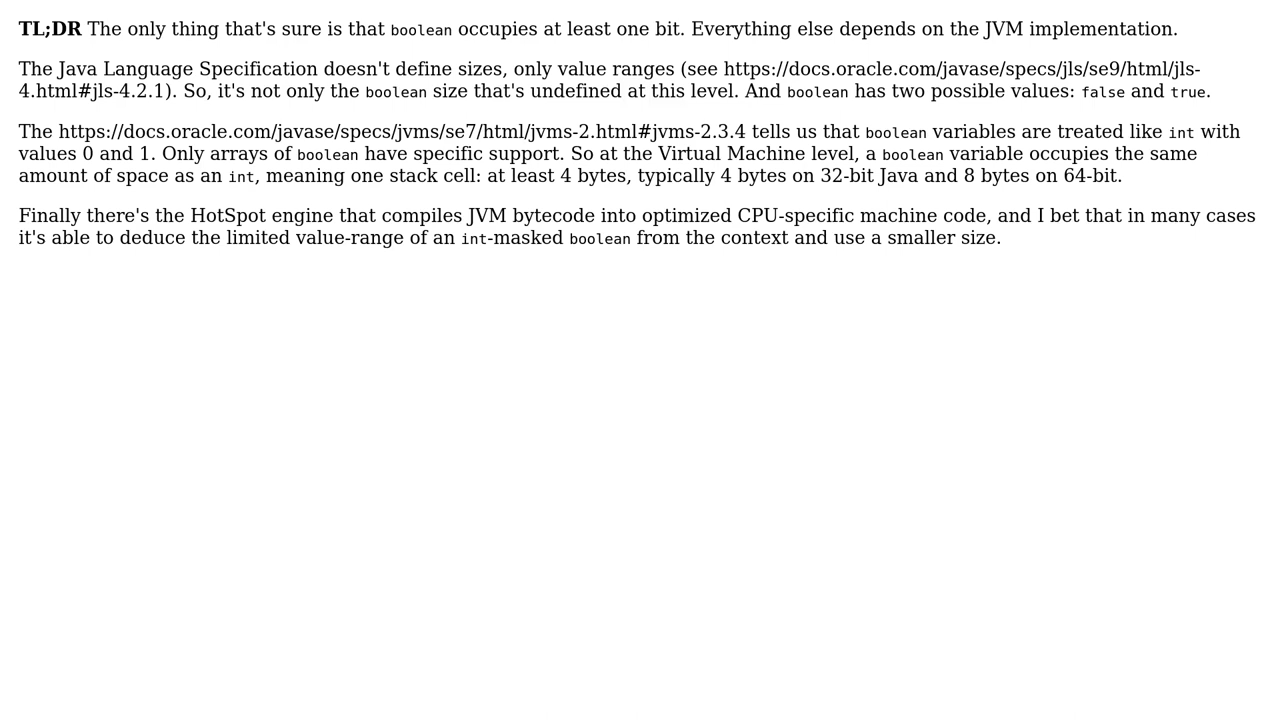 TL;DR The only thing that's sure is that boolean occupies at least one bit. Everything else depends on the JVM implementation.
The Java Language Specification doesn't define sizes, only value ranges (see https://docs.oracle.com/javase/specs/jls/se9/html/jls-
4.html#jls-4.2.1). So, it's not only the boolean size that's undefined at this level. And boolean has two possible values: false and true.
The https://docs.oracle.com/javase/specs/jvms/se7/html/jvms-2.html#jvms-2.3.4 tells us that boolean variables are treated like int with
values 0 and 1. Only arrays of boolean have specific support. So at the Virtual Machine level, a boolean variable occupies the same
amount of space as an int, meaning one stack cell: at least 4 bytes, typically 4 bytes on 32-bit Java and 8 bytes on 64-bit.
Finally there's the HotSpot engine that compiles JVM bytecode into optimized CPU-specific machine code, and I bet that in many cases
it's able to deduce the limited value-range of an int-masked boolean from the context and use a smaller size.